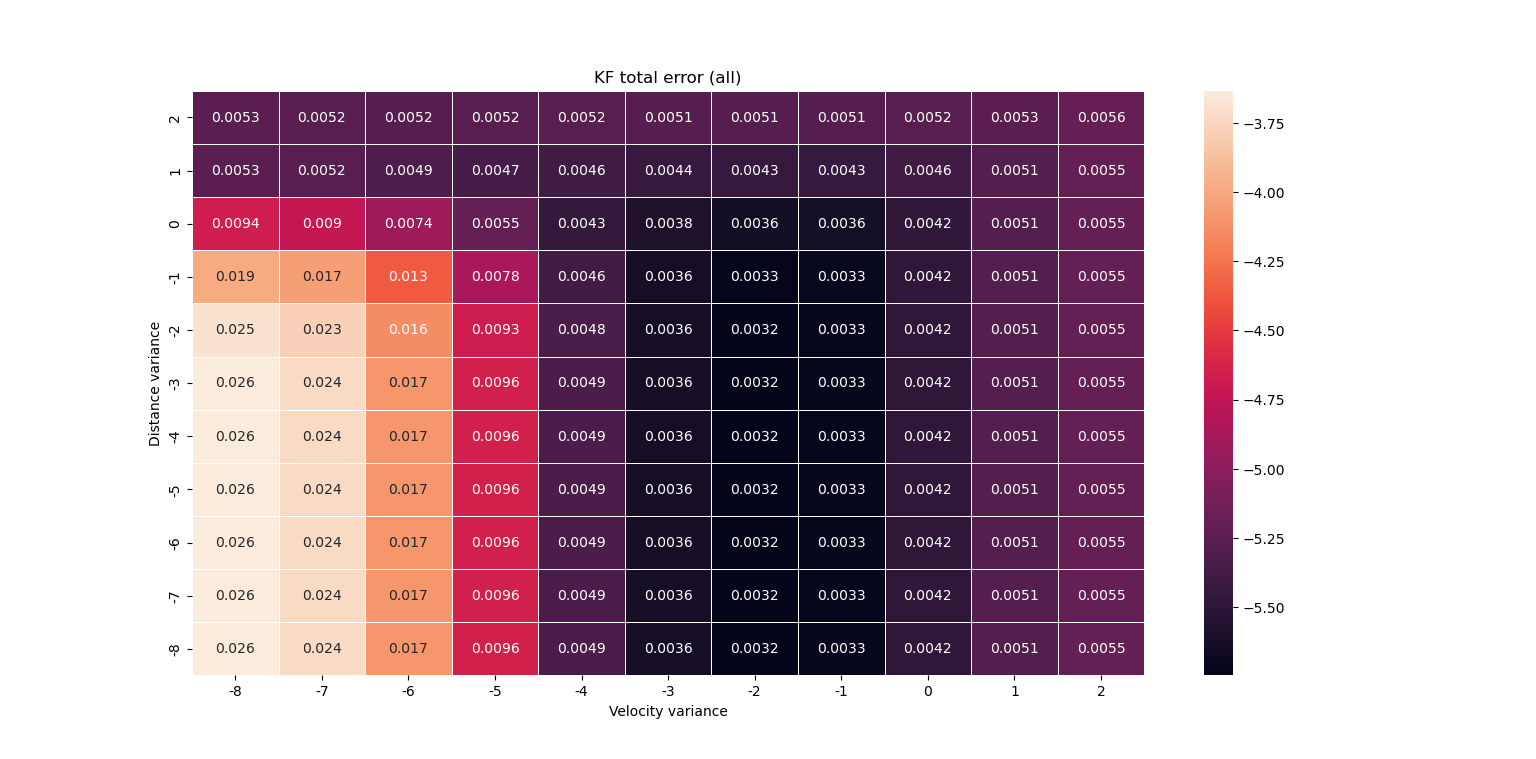 KF total error (all)
2 0.0053 0.0052 0.0052 0.0052 0.0052 0.0051 0.0051 0.0051 0.0052 0.0053 0.0056
1 0.0053 0.0052 0.0049 0.0047 0.0046 0.0044 0.0043 0.0043 0.0046 0.0051 0.0055
0 0.0094 0.009 0.0074 0.0055 0.0043 0.0038 0.0036 0.0036 0.0042 0.0051 0.0055
-1 0.019 0.017 0.013 0.0078 0.0046 0.0036 0.0033 0.0033 0.0042 0.0051 0.0055
-2 0.025 0.023 0.016 0.0093 0.0048 0.0036 0.0032 0.0033 0.0042 0.0051 0.0055
-3 0.026 0.024 0.017 0.0096 0.0049 0.0036 0.0032 0.0033 0.0042 0.0051 0.0055
-4 0.026 0.024 0.017 0.0096 0.0049 0.0036 0.0032 0.0033 0.0042 0.0051 0.0055
-5 0.026 0.024 0.017 0.0096 0.0049 0.0036 0.0032 0.0033 0.0042 0.0051 0.0055
-6 0.026 0.024 0.017 0.0096 0.0049 0.0036 0.0032 0.0033 0.0042 0.0051 0.0055
-7 0.026 0.024 0.017 0.0096 0.0049 0.0036 0.0032 0.0033 0.0042 0.0051 0.0055
-8 0.026 0.024 0.017 0.0096 0.0049 0.0036 0.0032 0.0033 0.0042 0.0051 0.0055
-8 -7 -6 -5 -4 -3 -2 -1 0 1 2
Velocity variance
Distance variance
−3.75
−4.00
−4.25
−4.50
−4.75
−5.00
−5.25
−5.50